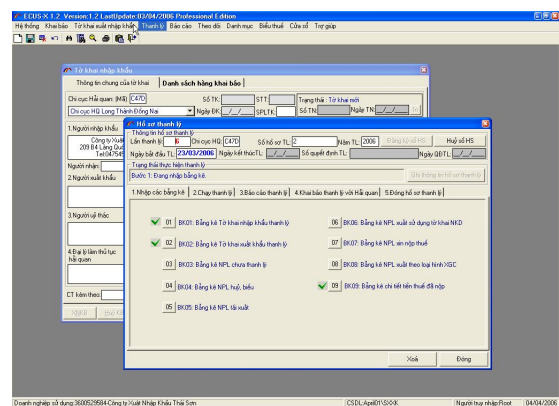 ECUS-X 1.2 Version:1.2 LastUpdate:03/04/2006 Professional Edition
Hệ thống Khai báo Tờ khai xuất nhập khẩu Thanh lý Báo cáo Theo dõi Danh mục Biểu thuế Cửa sổ Trợ giúp
Tờ khai nhập khẩu
Thông tin chung của tờ khai Danh sách hàng khai báo
Chi cục Hải quan: (Mã) C47D Số TK: STT: Trạng thái : Tờ khai mới
Chi cục HQ Long Thành-Đồng Nai Ngày ĐK: _/_/_ SPLTK: Số TN: Ngày TN: _/_/_
1.Người nhập khẩu
Công ty Xuất
209 B4 Láng Quốc
Tel:047545
Người nhận:
2.Người xuất khẩu
3.Người uỷ thác
4.Đại lý làm thủ tục
hải quan
CT kèm theo:
XNKB
Hồ sơ thanh lý
Thông tin hồ sơ thanh lý
Lần thanh lý: 6 Chi cục HQ: C47D Số hồ sơ TL: 2 Năm TL: 2006 Đăng ký số HS Huỷ số HS
Ngày bắt đầu TL: 23/03/2006 Ngày kết thúc TL: _/_/_ Số quyết định TL: Ngày QĐTL: _/_/_
Trạng thái thực hiện thanh lý
Bước 1: Đang nhập bảng kê. Ghi thông tin hồ sơ thanh lý
1.Nhập các bảng kê 2.Chạy thanh lý 3.Báo cáo thanh lý 4.Khai báo thanh lý với Hải quan 5.Đóng hồ sơ thanh lý
01 BK01: Bảng kê Tờ khai nhập khẩu thanh lý
02 BK02: Bảng kê Tờ khai xuất khẩu thanh lý
03 BK03: Bảng kê NPL chưa thanh lý
04 BK04: Bảng kê NPL huỷ, biếu
05 BK05: Bảng kê NPL tái xuất
06 BK06: Bảng kê NPL xuất sử dụng tờ khai NKD
07 BK07: Bảng kê NPL xin nộp thuế
08 BK08: Bảng kê NPL xuất theo loại hình XGC
09 BK09: Bảng kê chi tiết tiền thuế đã nộp
Xoá Đóng
Doanh nghiệp sử dụng:3600529584-Công ty Xuất Nhập Khẩu Thái Sơn CSDL:April01\SXXK Người truy nhập:Root 04/04/2006